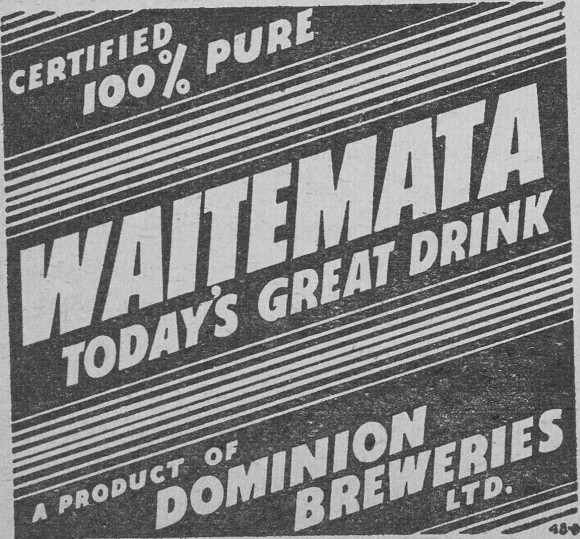 CERTIFIED
100% PURE
WAITEMATA
TODAY'S GREAT DRINK
A PRODUCT OF
DOMINION
BREWERIES
LTD.